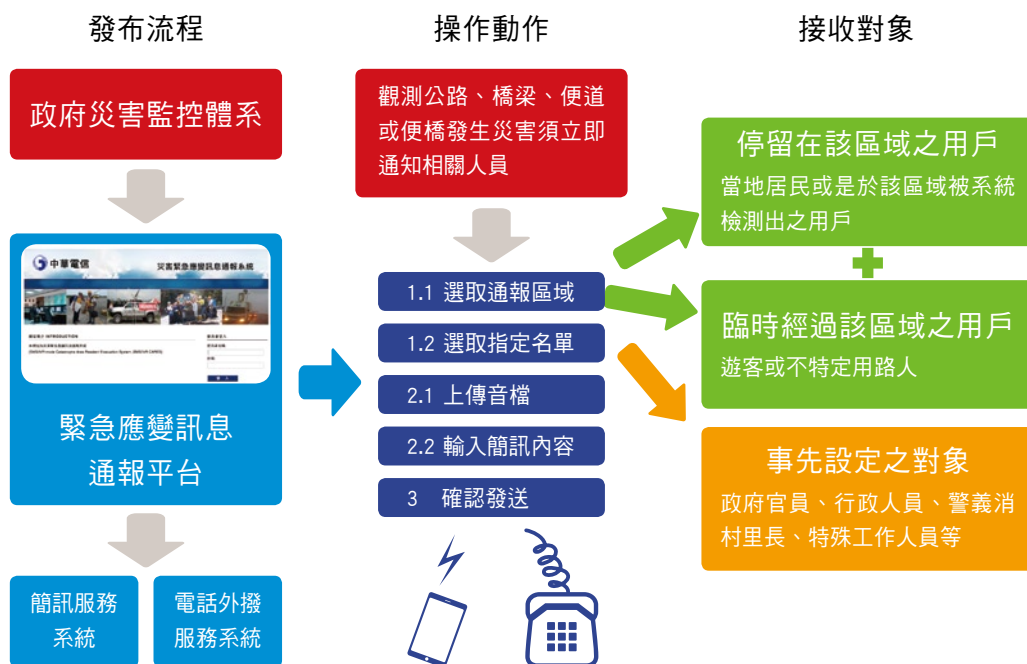 發布流程
操作動作
接收對象
政府災害監控體系
中華電信
災害緊急應變訊息通報系統
緊急應變訊息
通報平台
簡訊服務
系統
電話外撥
服務系統
觀測公路、橋梁、便道
或便橋發生災害須立即
通知相關人員
1.1 選取通報區域
1.2 選取指定名單
2.1 上傳音檔
2.2 輸入簡訊內容
3 確認發送
停留在該區域之用戶
當地居民或是於該區域被系統
檢測出之用戶
臨時經過該區域之用戶
遊客或不特定用路人
事先設定之對象
政府官員、行政人員、警義消
村里長、特殊工作人員等